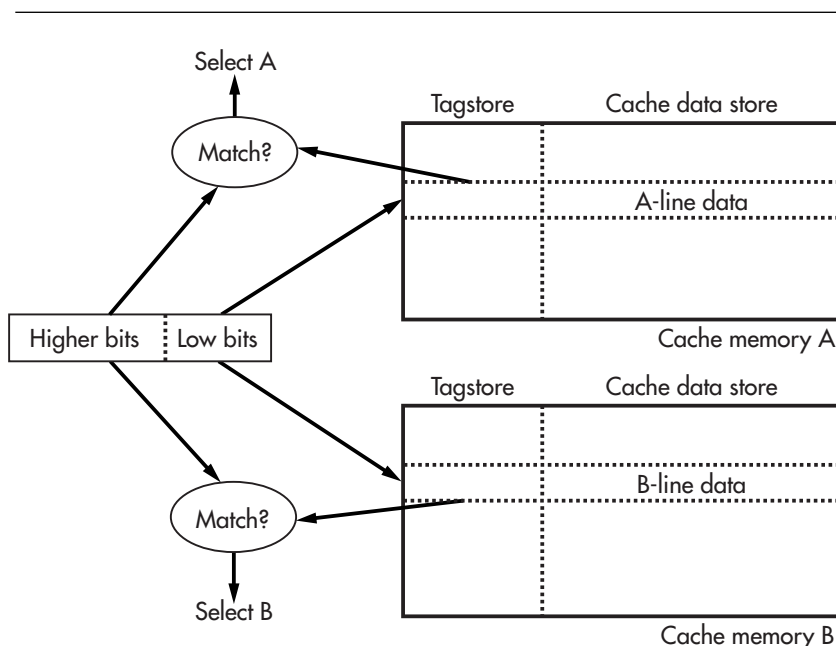 Select A
Tagstore
Cache data store
Match?
A-line data
Higher bits
Low bits
Cache memory A
Tagstore
Cache data store
B-line data
Match?
Select B
Cache memory B